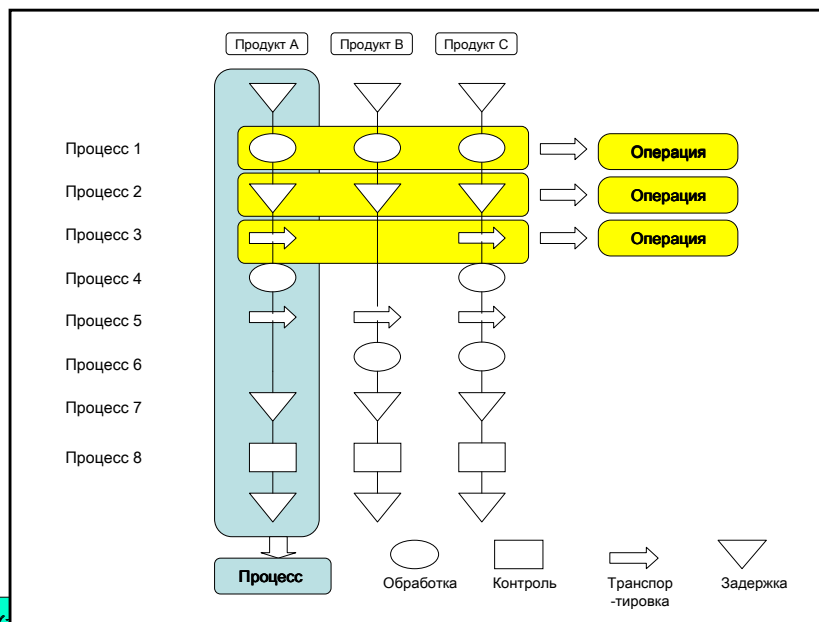 Продукт А Продукт В Продукт С
Процесс 1
Операция
Процесс 2
Операция
Процесс 3
Операция
Процесс 4
Процесс 5
Процесс 6
Процесс 7
Процесс 8
Процесс
Обработка
Контроль
Транспор
-тировка
Задержка